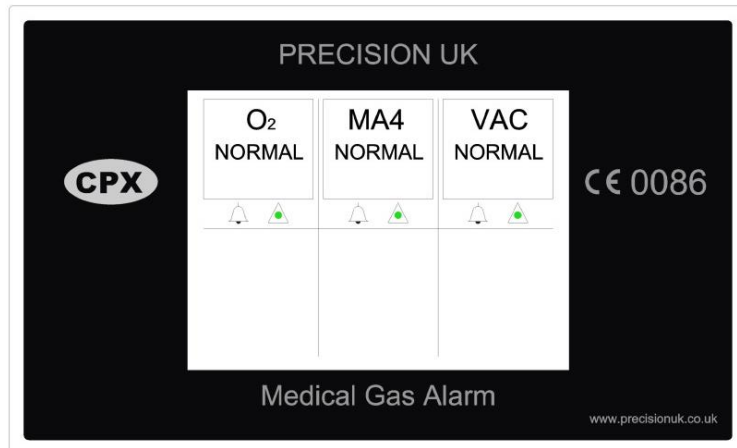 PRECISION UK
O₂ MA4 VAC
NORMAL NORMAL NORMAL
CPX
CE 0086
Medical Gas Alarm
www.precisionuk.co.uk